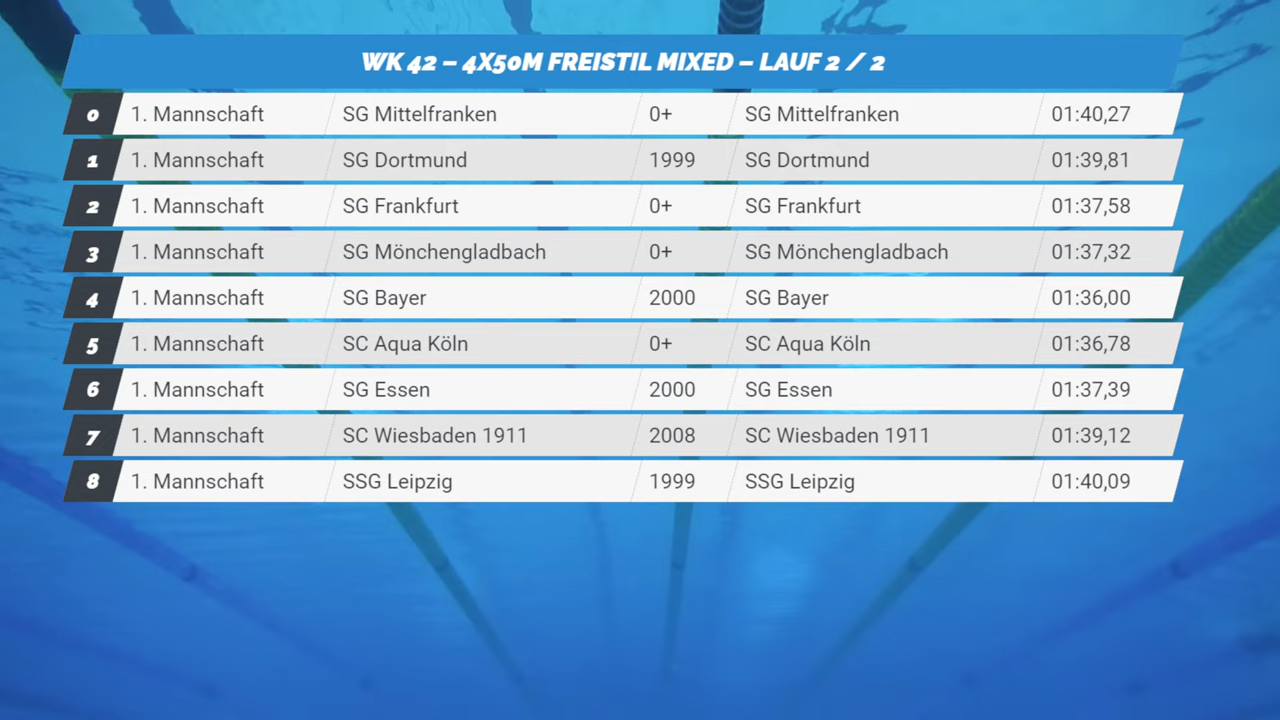 WK 42 – 4X50M FREISTIL MIXED – LAUF 2 / 2
0 1. Mannschaft SG Mittelfranken 0+ SG Mittelfranken 01:40,27
1 1. Mannschaft SG Dortmund 1999 SG Dortmund 01:39,81
2 1. Mannschaft SG Frankfurt 0+ SG Frankfurt 01:37,58
3 1. Mannschaft SG Mönchengladbach 0+ SG Mönchengladbach 01:37,32
4 1. Mannschaft SG Bayer 2000 SG Bayer 01:36,00
5 1. Mannschaft SC Aqua Köln 0+ SC Aqua Köln 01:36,78
6 1. Mannschaft SG Essen 2000 SG Essen 01:37,39
7 1. Mannschaft SC Wiesbaden 1911 2008 SC Wiesbaden 1911 01:39,12
8 1. Mannschaft SSG Leipzig 1999 SSG Leipzig 01:40,09